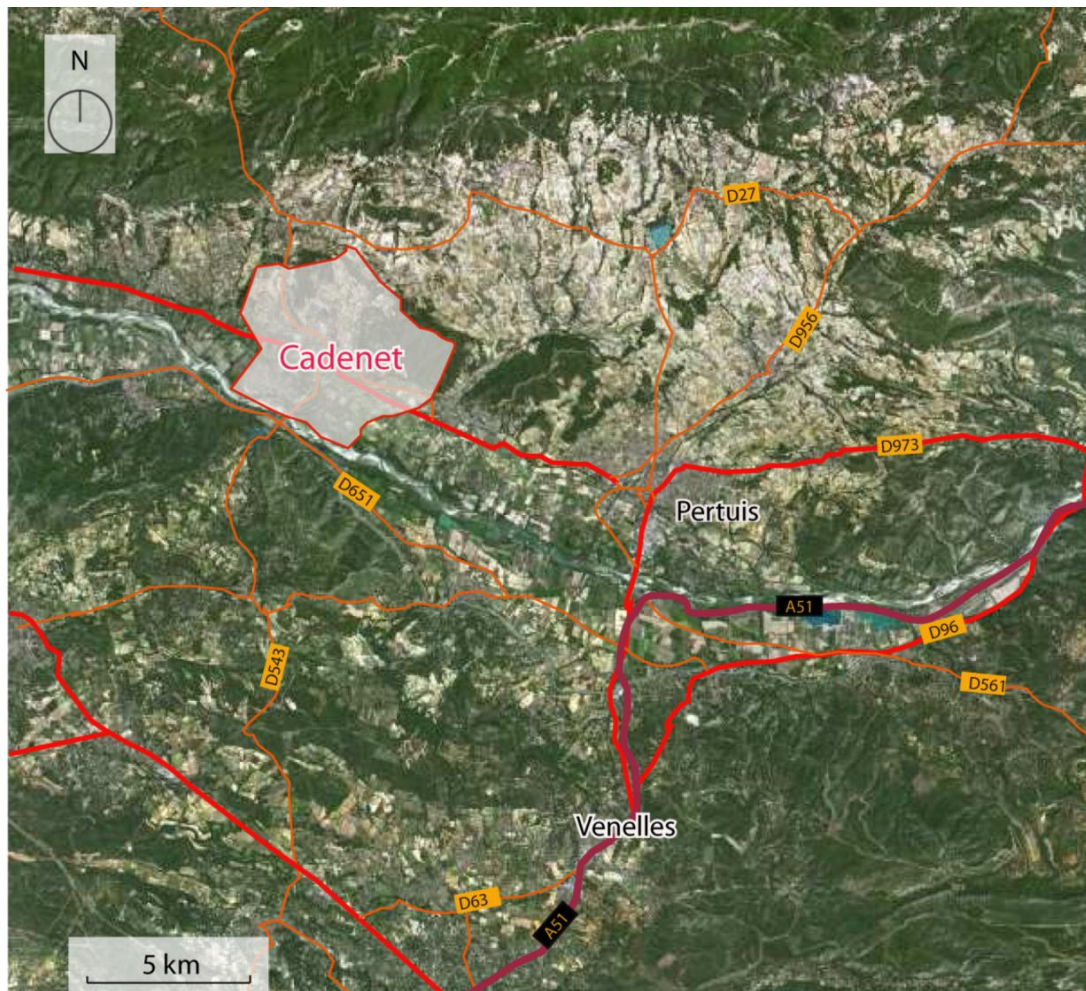 N
D27
D956
Cadenet
D973
D651
Pertuis
A51
D96
D543
D561
Venelles
D63
A51
5 km